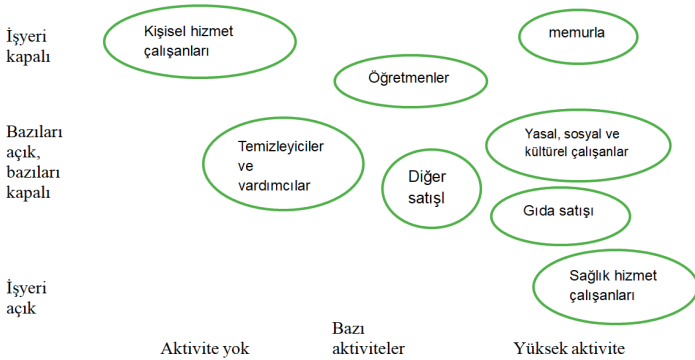 İşyeri
kapalı
Kişisel hizmet
çalışanları
memurla
Öğretmenler
Bazıları
açık,
bazıları
kapalı
Temizleyiciler
ve
vardımcılar
Diğer
satışl
Yasal, sosyal ve
kültürel çalışanlar
Gıda satışı
İşyeri
açık
Sağlık hizmet
çalışanları
Aktivite yok
Bazı
aktiviteler
Yüksek aktivite